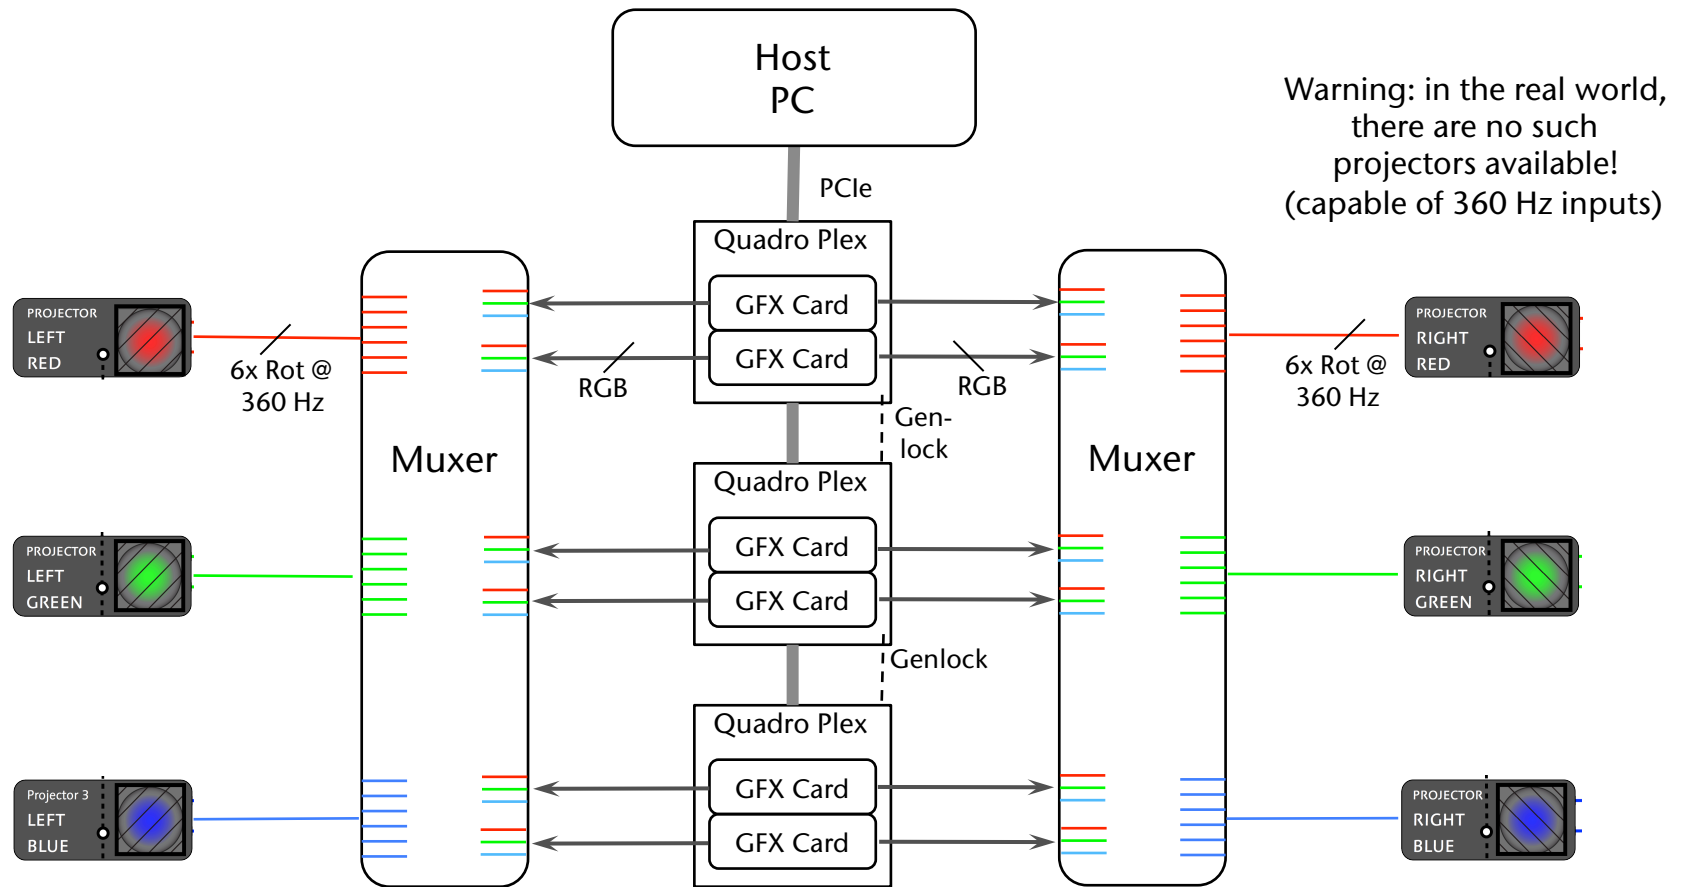 Host
PC
Warning: in the real world,
there are no such
projectors available!
(capable of 360 Hz inputs)
PCIe
Quadro Plex
GFX Card
GFX Card
PROJECTOR
LEFT
RED
6x Rot @
360 Hz
RGB
RGB
6x Rot @
360 Hz
PROJECTOR
RIGHT
RED
Gen-
lock
Muxer
Muxer
Quadro Plex
GFX Card
GFX Card
PROJECTOR
LEFT
GREEN
PROJECTOR
RIGHT
GREEN
Genlock
Quadro Plex
GFX Card
GFX Card
Projector 3
LEFT
BLUE
PROJECTOR
RIGHT
BLUE